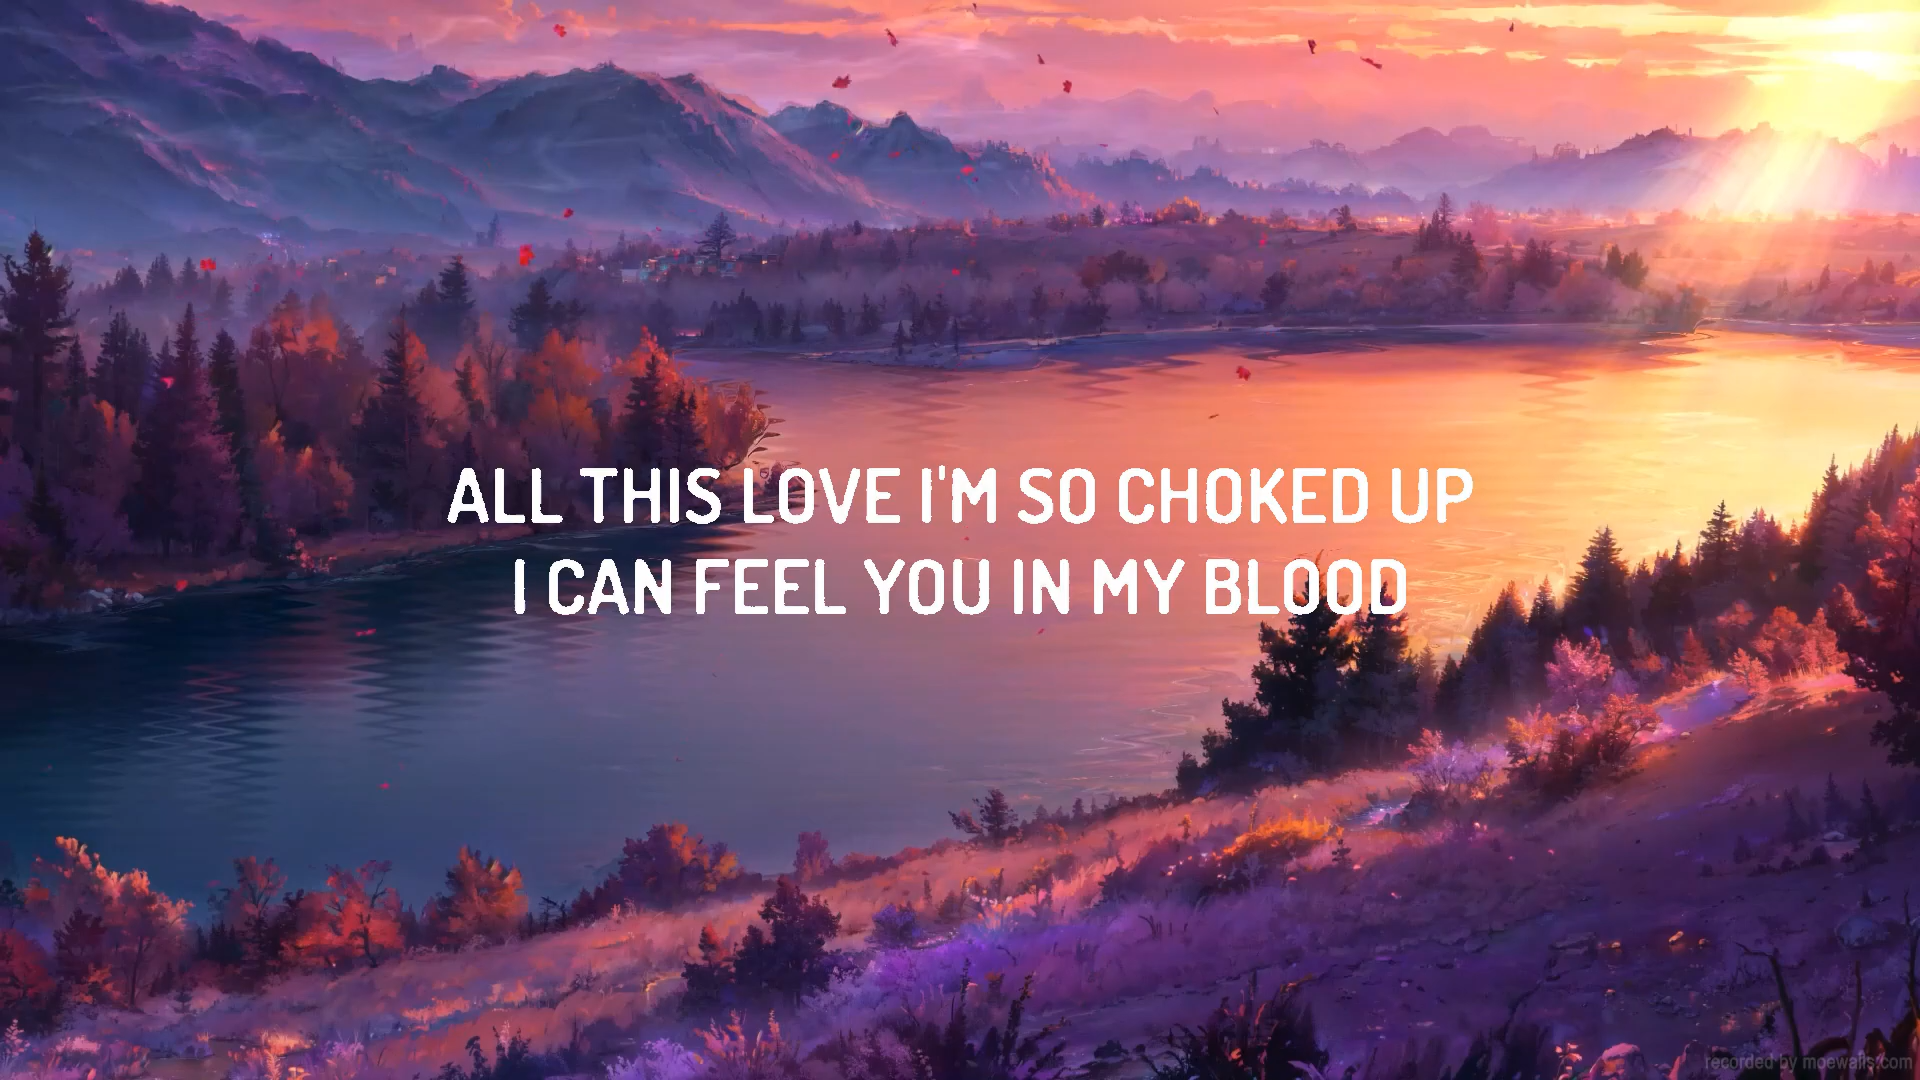 ALL THIS LOVE I'M SO CHOKED UP
I CAN FEEL YOU IN MY BLOOD
recorded by moewalls.com